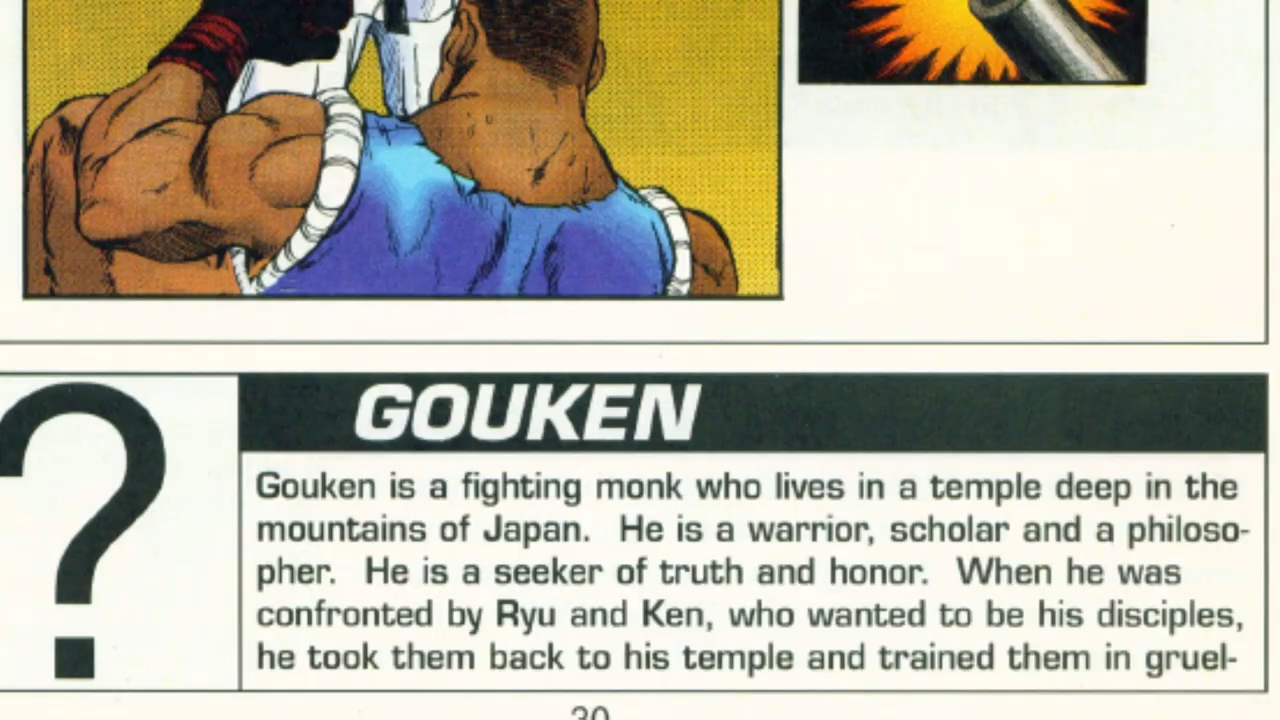 ?
GOUKEN
Gouken is a fighting monk who lives in a temple deep in the
mountains of Japan. He is a warrior, scholar and a philoso-
pher. He is a seeker of truth and honor. When he was
confronted by Ryu and Ken, who wanted to be his disciples,
he took them back to his temple and trained them in gruel-
30